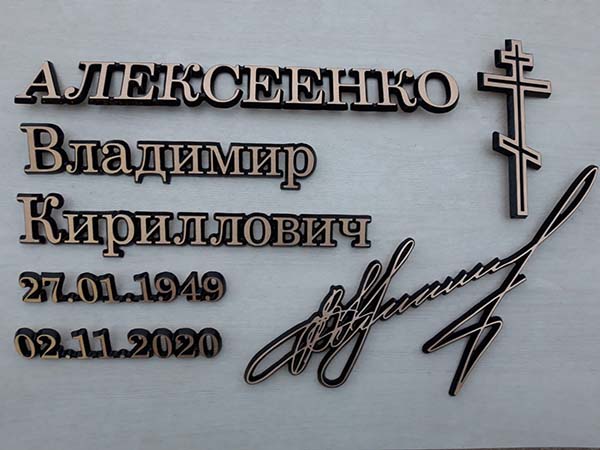 АЛЕКСЕЕНКО
Владимир
Кириллович
27.01.1949
02.11.2020